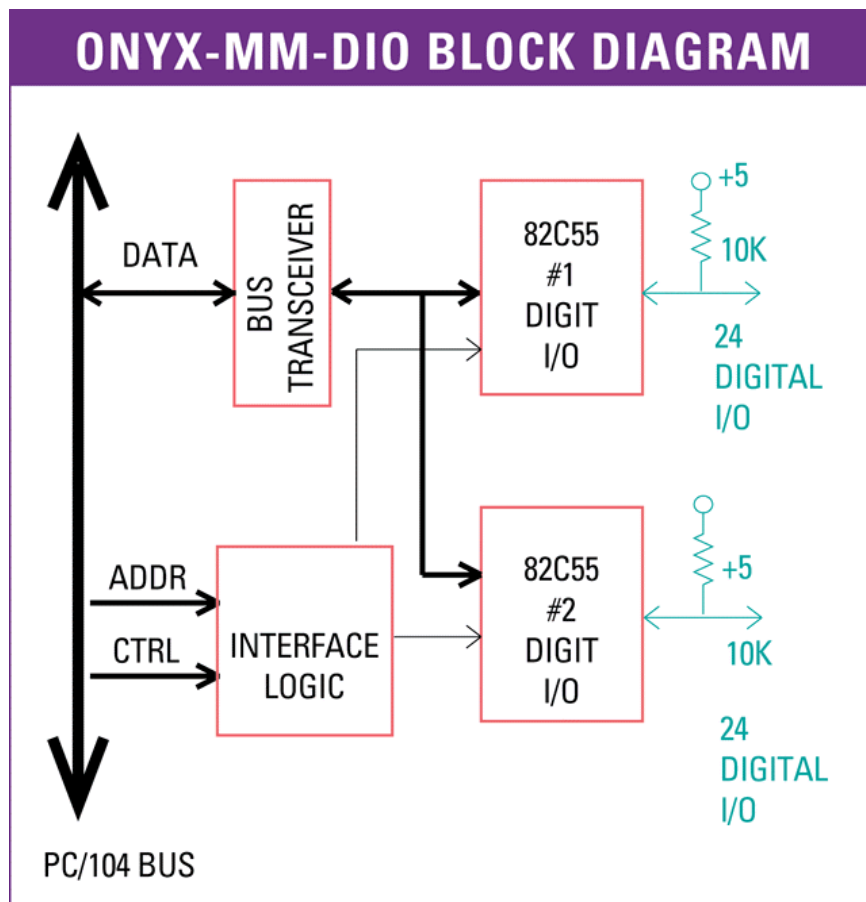 ONYX-MM-DIO BLOCK DIAGRAM
DATA
BUS
TRANSCEIVER
82C55
#1
DIGIT
I/O
+5
10K
24
DIGITAL
I/O
ADDR
CTRL
INTERFACE
LOGIC
82C55
#2
DIGIT
I/O
+5
10K
24
DIGITAL
I/O
PC/104 BUS